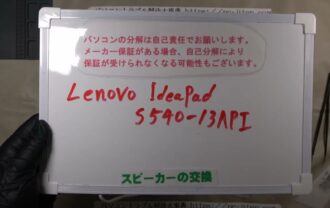 パソコンの分解は自己責任でお願いします。
メーカー保証がある場合、自己分解により
保証が受けられなくなる可能性もございます。
Lenovo IdeaPad
S540-13API
スピーカーの交換